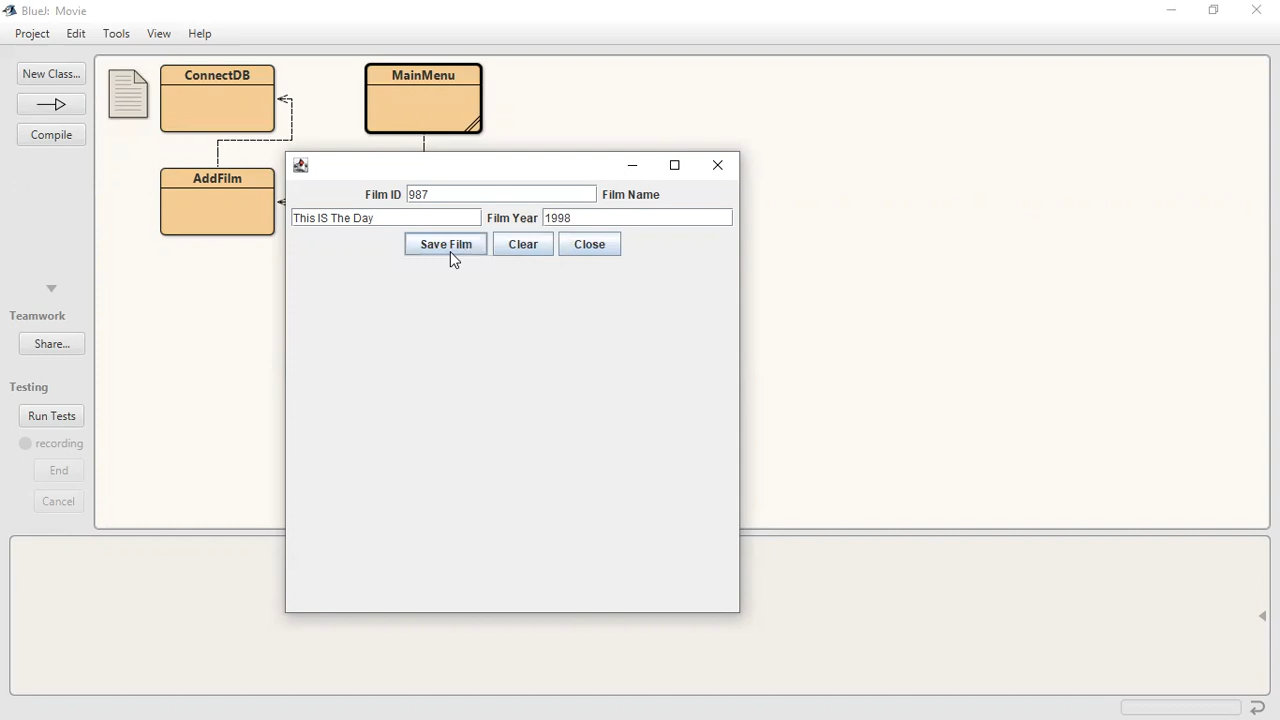 BlueJ: Movie
Project Edit Tools View Help
New Class...
Compile
Teamwork
Share...
Testing
Run Tests
recording
End
Cancel
ConnectDB
MainMenu
AddFilm
Film ID 987 Film Name
This IS The Day Film Year 1998
Save Film Clear Close